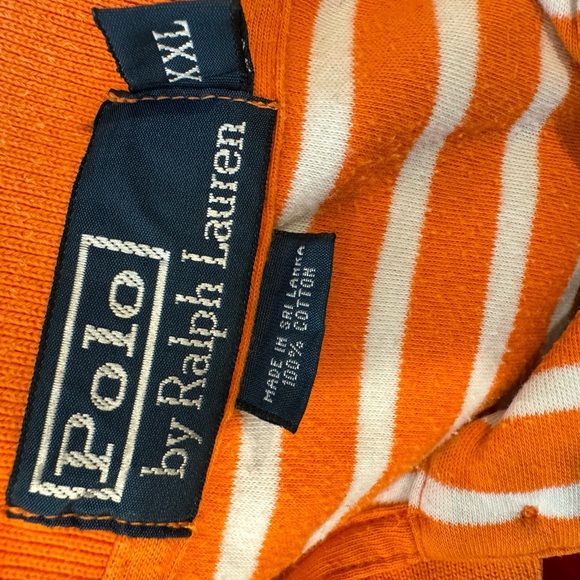 XXL
Polo
by Ralph Lauren
MADE IN SRI LANKA
100% COTTON